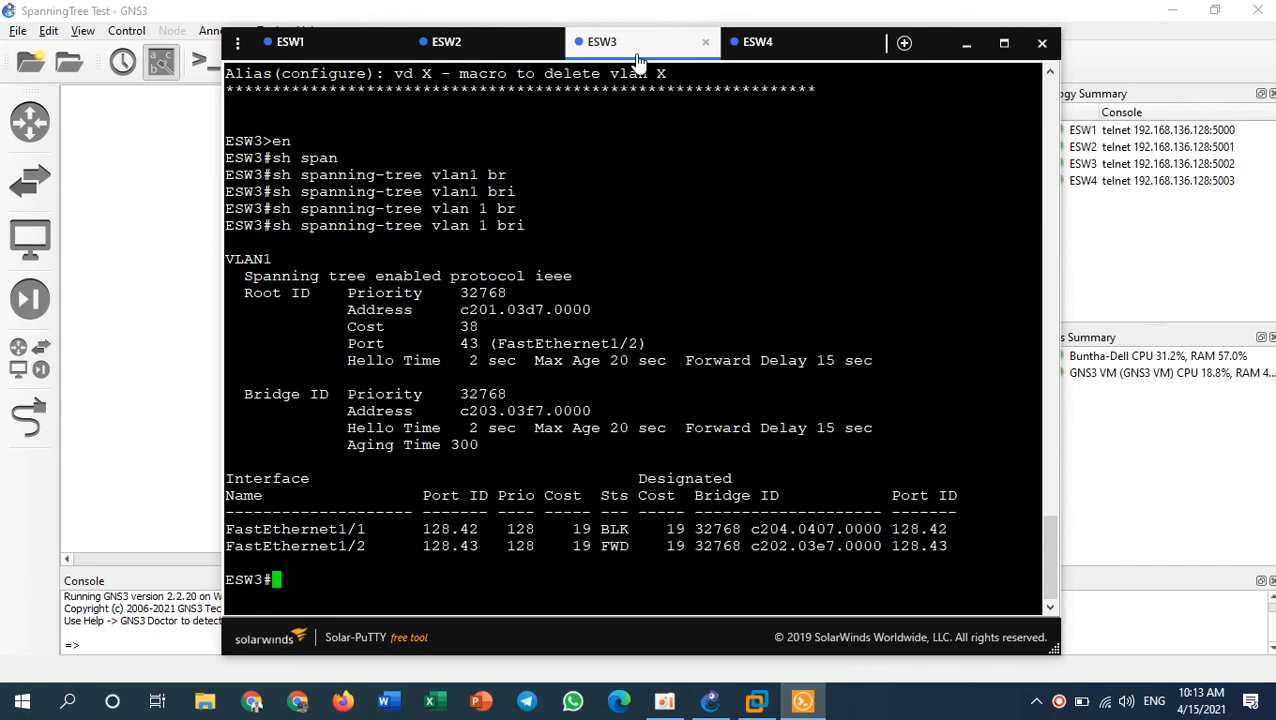 SpanningTree Test - GNS3
File Edit View Control Node Anno
ESW1 ESW2 ESW3 ESW4
Alias(configure): vd X - macro to delete vlan X
***************************************************************
ESW3>en
ESW3#sh span
ESW3#sh spanning-tree vlan1 br
ESW3#sh spanning-tree vlan1 bri
ESW3#sh spanning-tree vlan 1 br
ESW3#sh spanning-tree vlan 1 bri
VLAN1
Spanning tree enabled protocol ieee
Root ID Priority 32768
Address c201.03d7.0000
Cost 38
Port 43 (FastEthernet1/2)
Hello Time 2 sec Max Age 20 sec Forward Delay 15 sec
Bridge ID Priority 32768
Address c203.03f7.0000
Hello Time 2 sec Max Age 20 sec Forward Delay 15 sec
Aging Time 300
Interface Designated
Name Port ID Prio Cost Sts Cost Bridge ID Port ID
-------------------- ------- ---- ----- --- ----- -------------------- -------
FastEthernet1/1 128.42 128 19 BLK 19 32768 c204.0407.0000 128.42
FastEthernet1/2 128.43 128 19 FWD 19 32768 c202.03e7.0000 128.43
ESW3#
solarwinds Solar-PuTTY free tool © 2019 SolarWinds Worldwide, LLC. All rights reserved.
ogy Summary
Console
ESW1 telnet 192.168.136.128:5000
ESW2 telnet 192.168.136.128:5001
ESW3 telnet 192.168.136.128:5002
ESW4 telnet 192.168.136.128:5003
s Summary
Buntha-Dell CPU 31.2%, RAM 57.0%
GNS3 VM (GNS3 VM) CPU 18.8%, RAM 4...
Console
Running GNS3 version 2.2.20 on W
Copyright (c) 2006-2021 GNS3 Tec
Use Help -> GNS3 Doctor to detect
=>
ENG
10:13 AM
4/15/2021